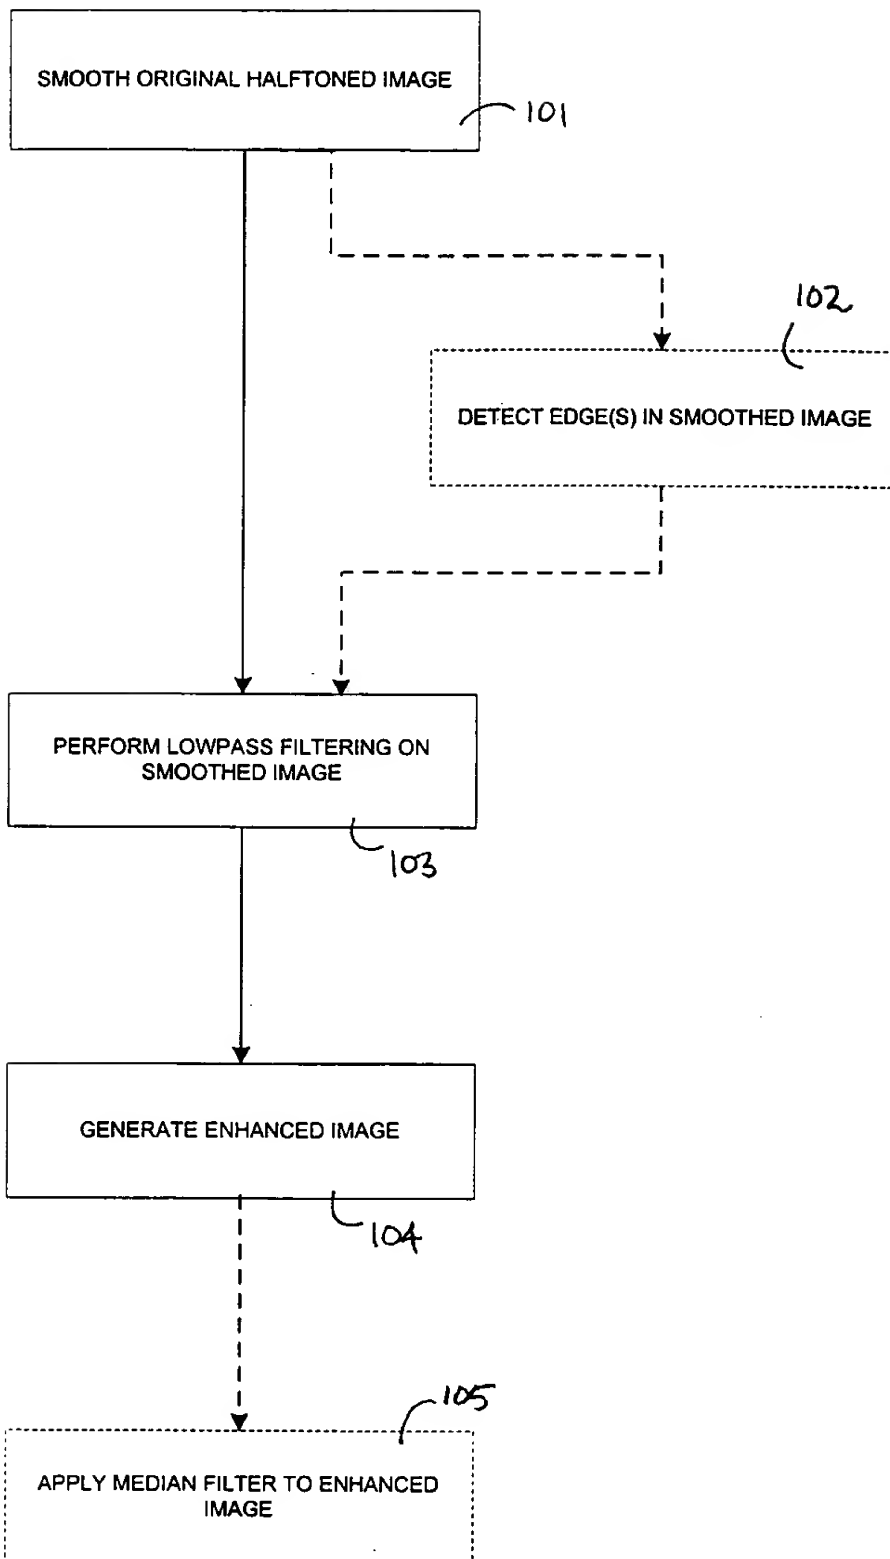 SMOOTH ORIGINAL HALFTONED IMAGE
101
102
DETECT EDGE(S) IN SMOOTHED IMAGE
PERFORM LOWPASS FILTERING ON
SMOOTHED IMAGE
103
GENERATE ENHANCED IMAGE
104
105
APPLY MEDIAN FILTER TO ENHANCED
IMAGE